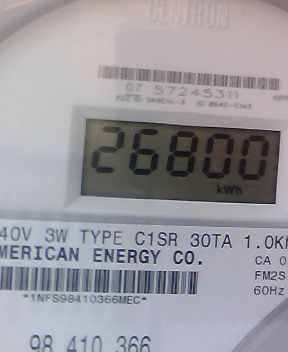 CENTRON®
07 57245311
26800
kWh
40V 3W TYPE C1SR 30TA 1.0K
MERICAN ENERGY CO.
CA 0
FM2S
60Hz
*1NFS98410366MEC*
98 410 366